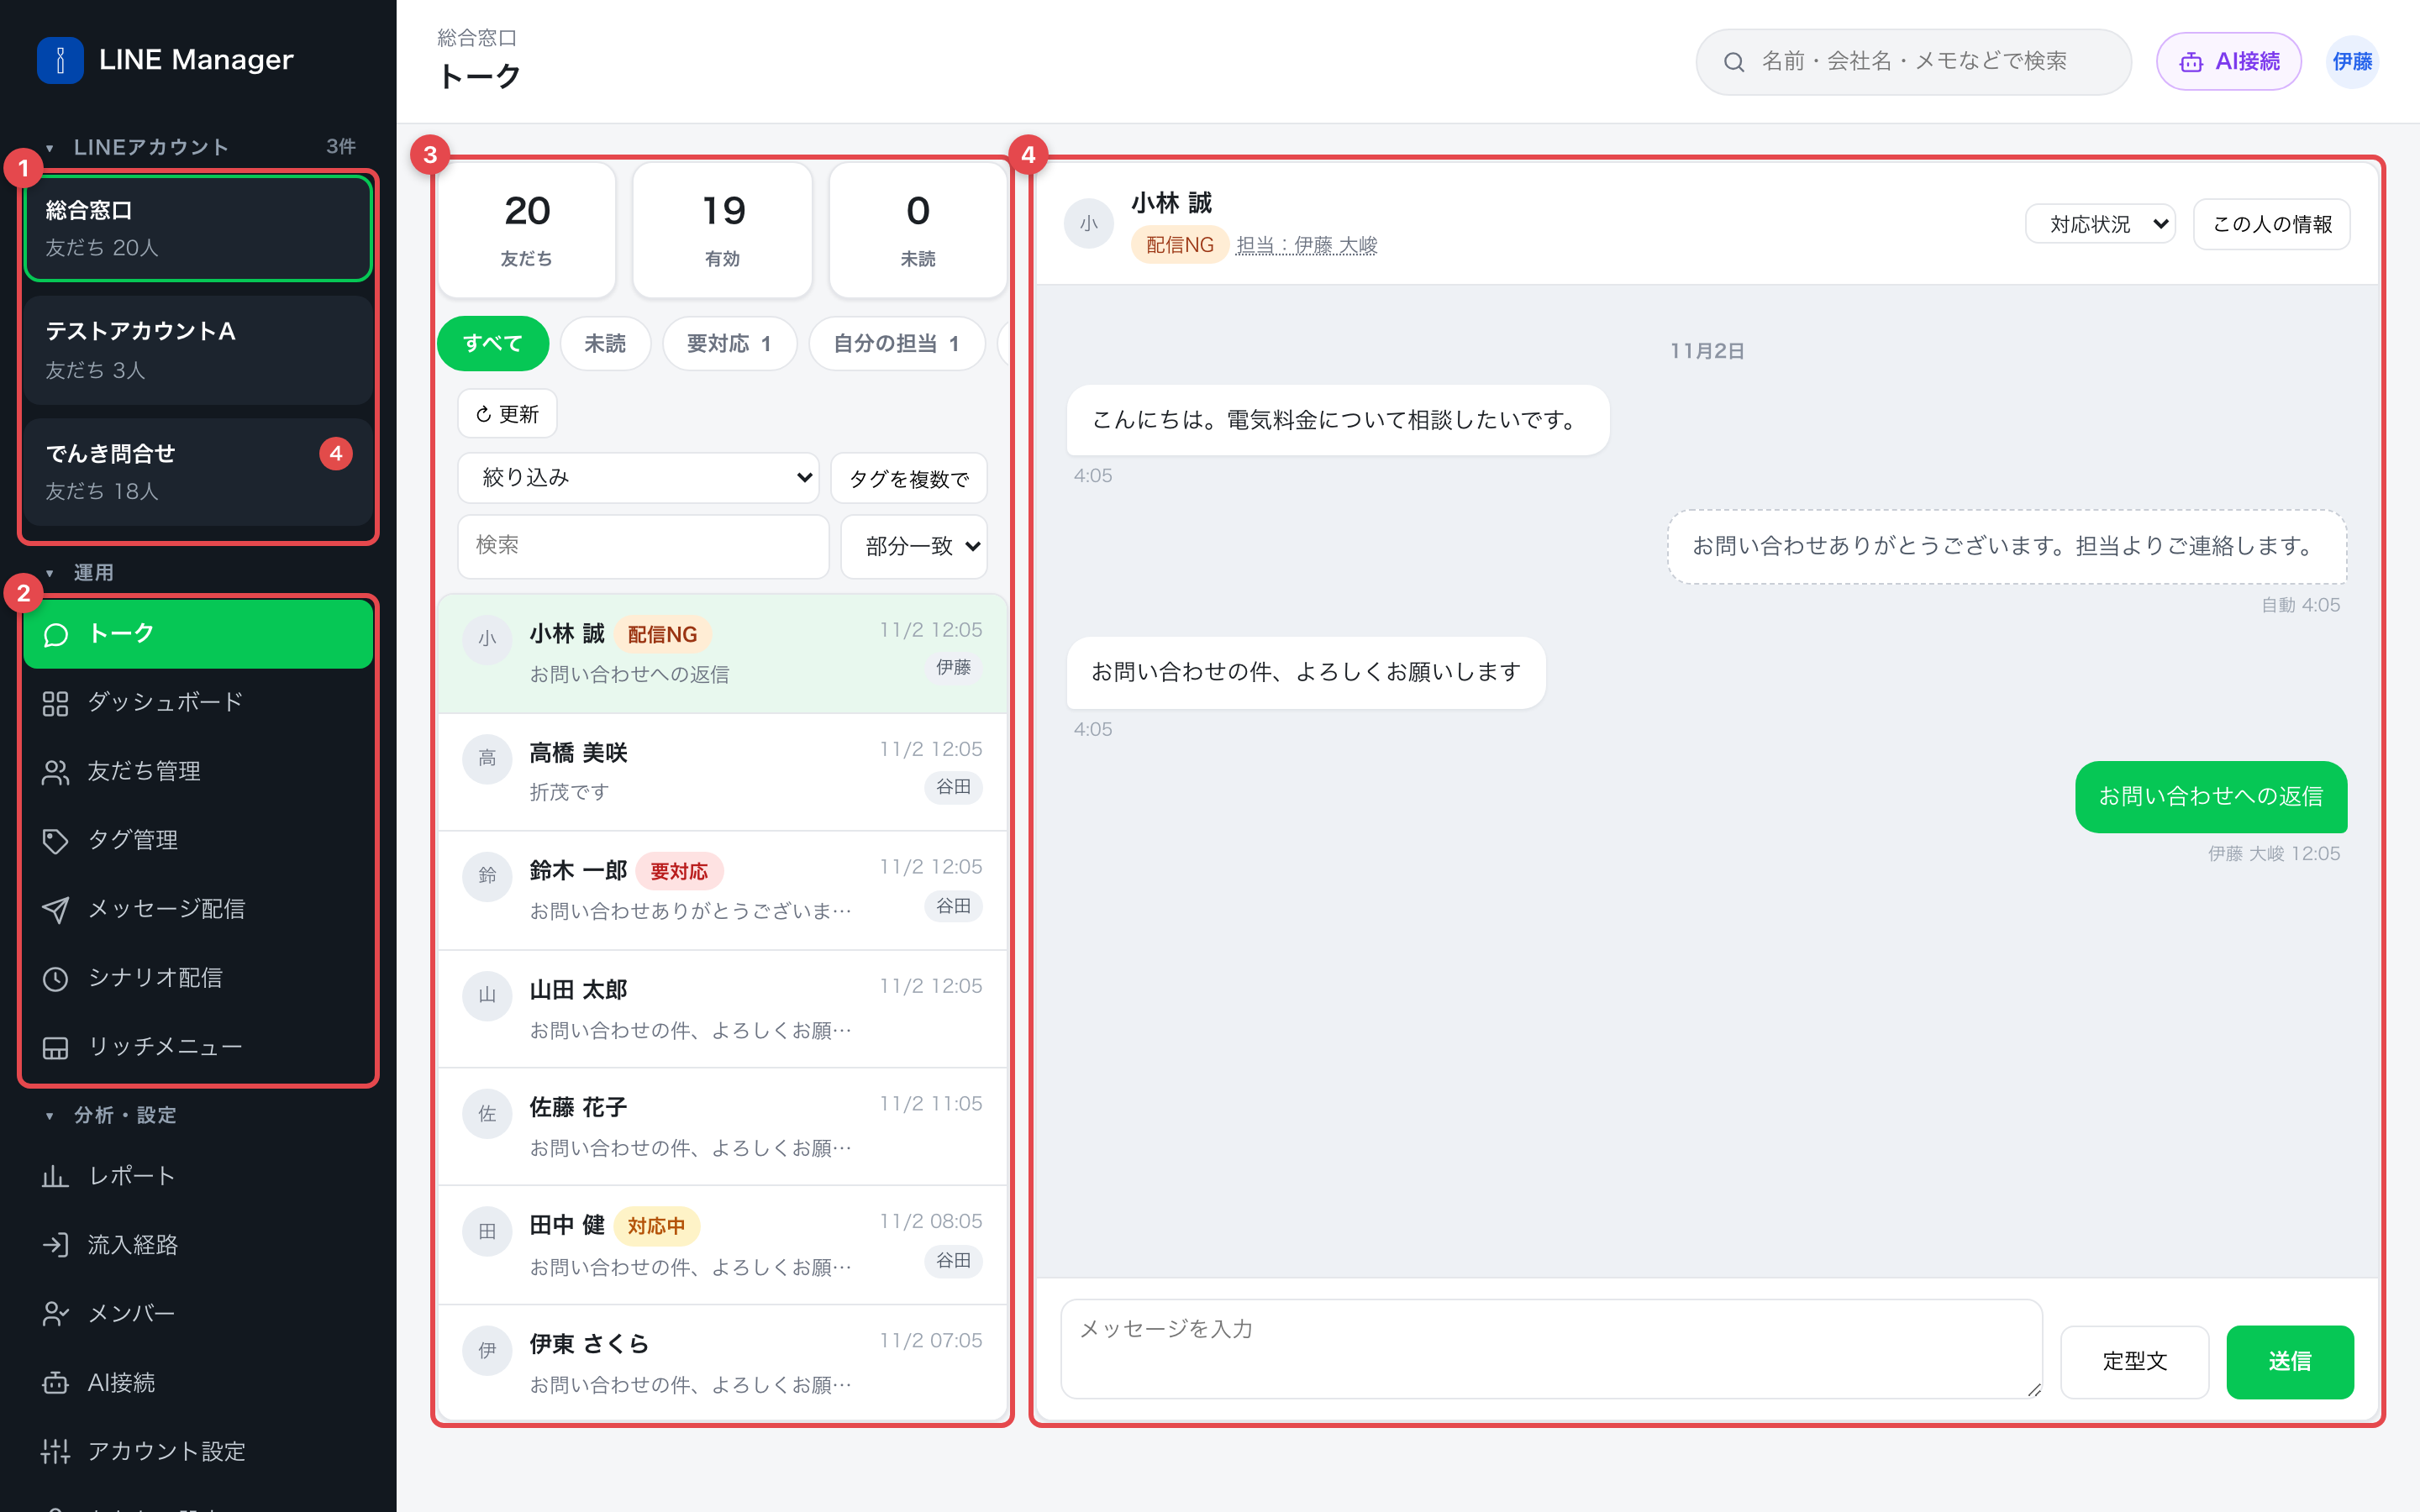 LINE Manager
LINEアカウント 3件
1
総合窓口
友だち 20人
テストアカウントA
友だち 3人
でんき問合せ 4
友だち 18人
運用
2
トーク
ダッシュボード
友だち管理
タグ管理
メッセージ配信
シナリオ配信
リッチメニュー
分析・設定
レポート
流入経路
メンバー
AI接続
アカウント設定
総合窓口
トーク
名前・会社名・メモなどで検索
AI接続
伊藤
3
20
友だち
19
有効
0
未読
すべて 未読 要対応 1 自分の担当 1
↻ 更新
絞り込み タグを複数で
検索 部分一致
小 小林 誠 配信NG 11/2 12:05
お問い合わせへの返信 伊藤
高 高橋 美咲 11/2 12:05
折茂です 谷田
鈴 鈴木 一郎 要対応 11/2 12:05
お問い合わせありがとうございま… 谷田
山 山田 太郎 11/2 12:05
お問い合わせの件、よろしくお願…
佐 佐藤 花子 11/2 11:05
お問い合わせの件、よろしくお願…
田 田中 健 対応中 11/2 08:05
お問い合わせの件、よろしくお願… 谷田
伊 伊東 さくら 11/2 07:05
お問い合わせの件、よろしくお願…
4
小 小林 誠
配信NG 担当：伊藤 大峻
対応状況 この人の情報
11月2日
こんにちは。電気料金について相談したいです。
4:05
お問い合わせありがとうございます。担当よりご連絡します。
自動 4:05
お問い合わせの件、よろしくお願いします
4:05
お問い合わせへの返信
伊藤 大峻 12:05
メッセージを入力
定型文 送信